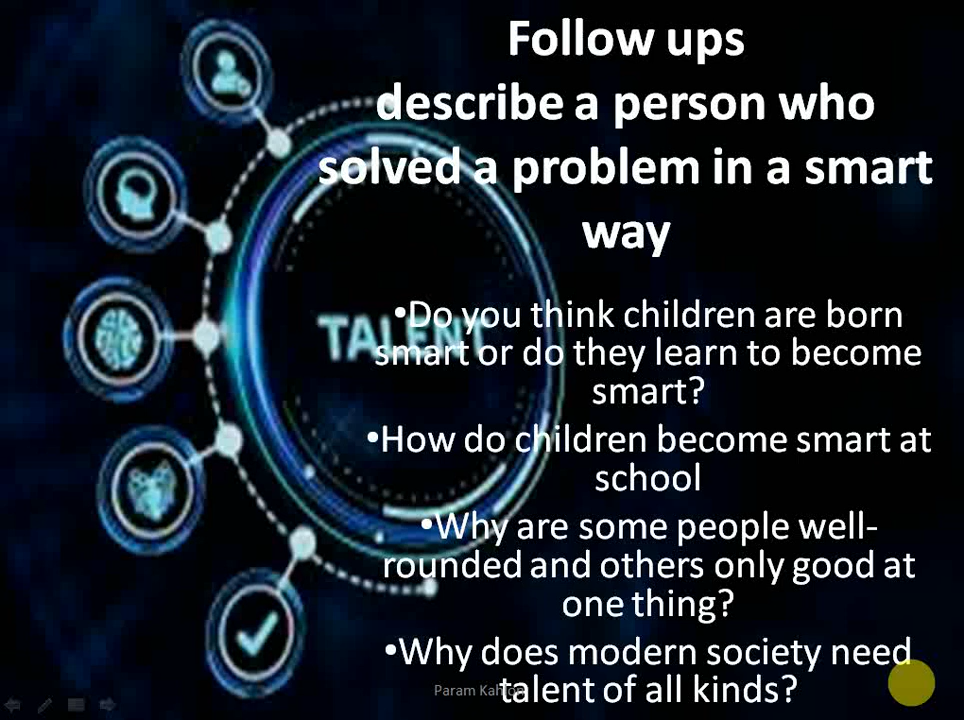 Follow ups
describe a person who
solved a problem in a smart
way
TALENT
•Do you think children are born
smart or do they learn to become
smart?
•How do children become smart at
school
•Why are some people well-
rounded and others only good at
one thing?
•Why does modern society need
talent of all kinds?
Param